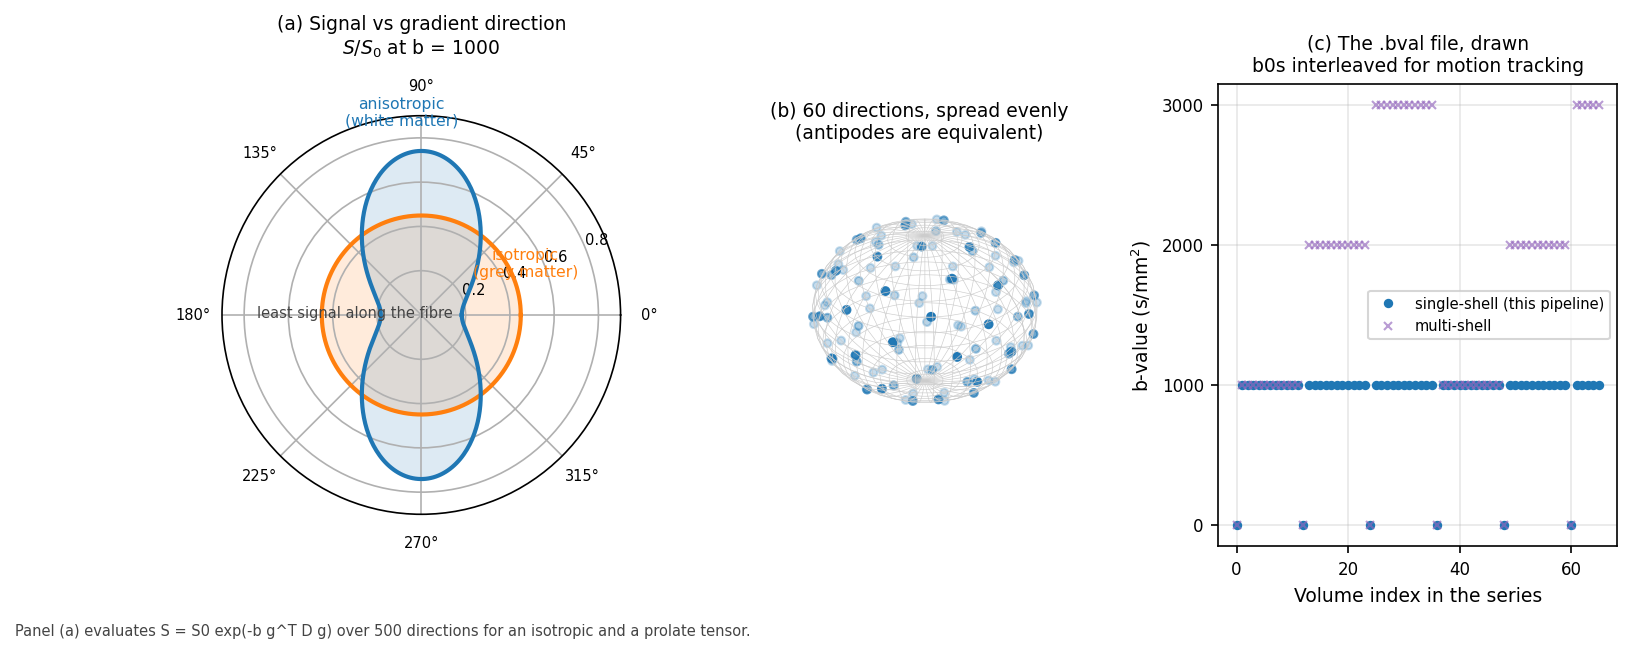 (a) Signal vs gradient direction
S/S₀ at b = 1000
90°
anisotropic
(white matter)
135°
45°
0.8
isotropic
0.6
(grey matter)
0.4
0.2
least signal along the fibre
180°
0°
225°
315°
270°
(b) 60 directions, spread evenly
(antipodes are equivalent)
(c) The .bval file, drawn
b0s interleaved for motion tracking
3000
2000
1000
0
b-value (s/mm²)
single-shell (this pipeline)
multi-shell
0 20 40 60
Volume index in the series
Panel (a) evaluates S = S0 exp(-b g^T D g) over 500 directions for an isotropic and a prolate tensor.